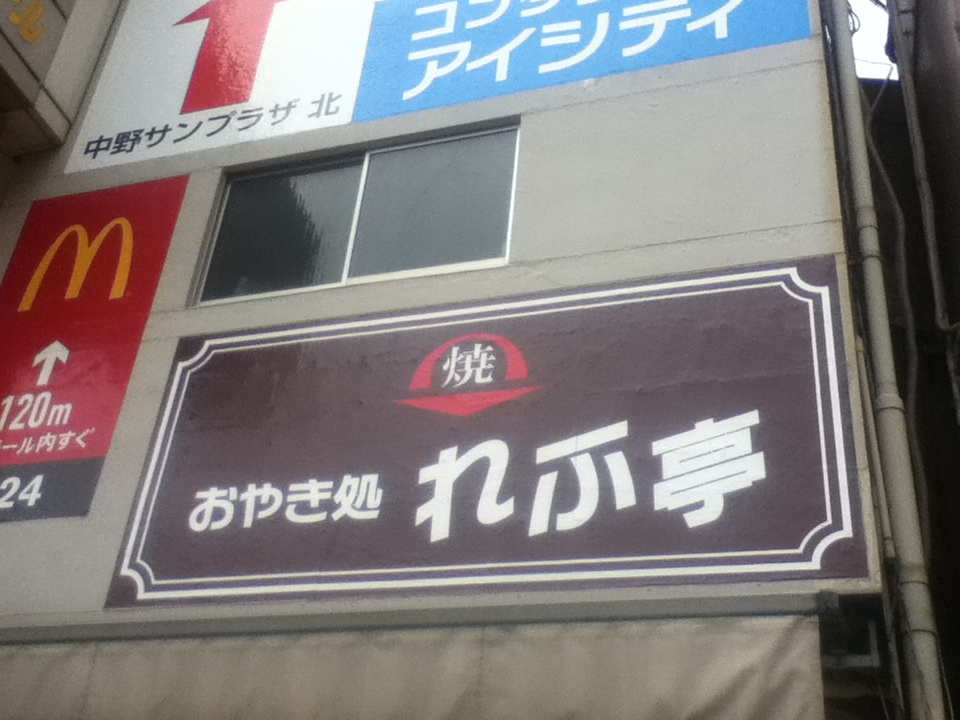 アイシティ
中野サンプラザ 北
M
120m
ール内すぐ
24
焼
おやき処 れふ亭